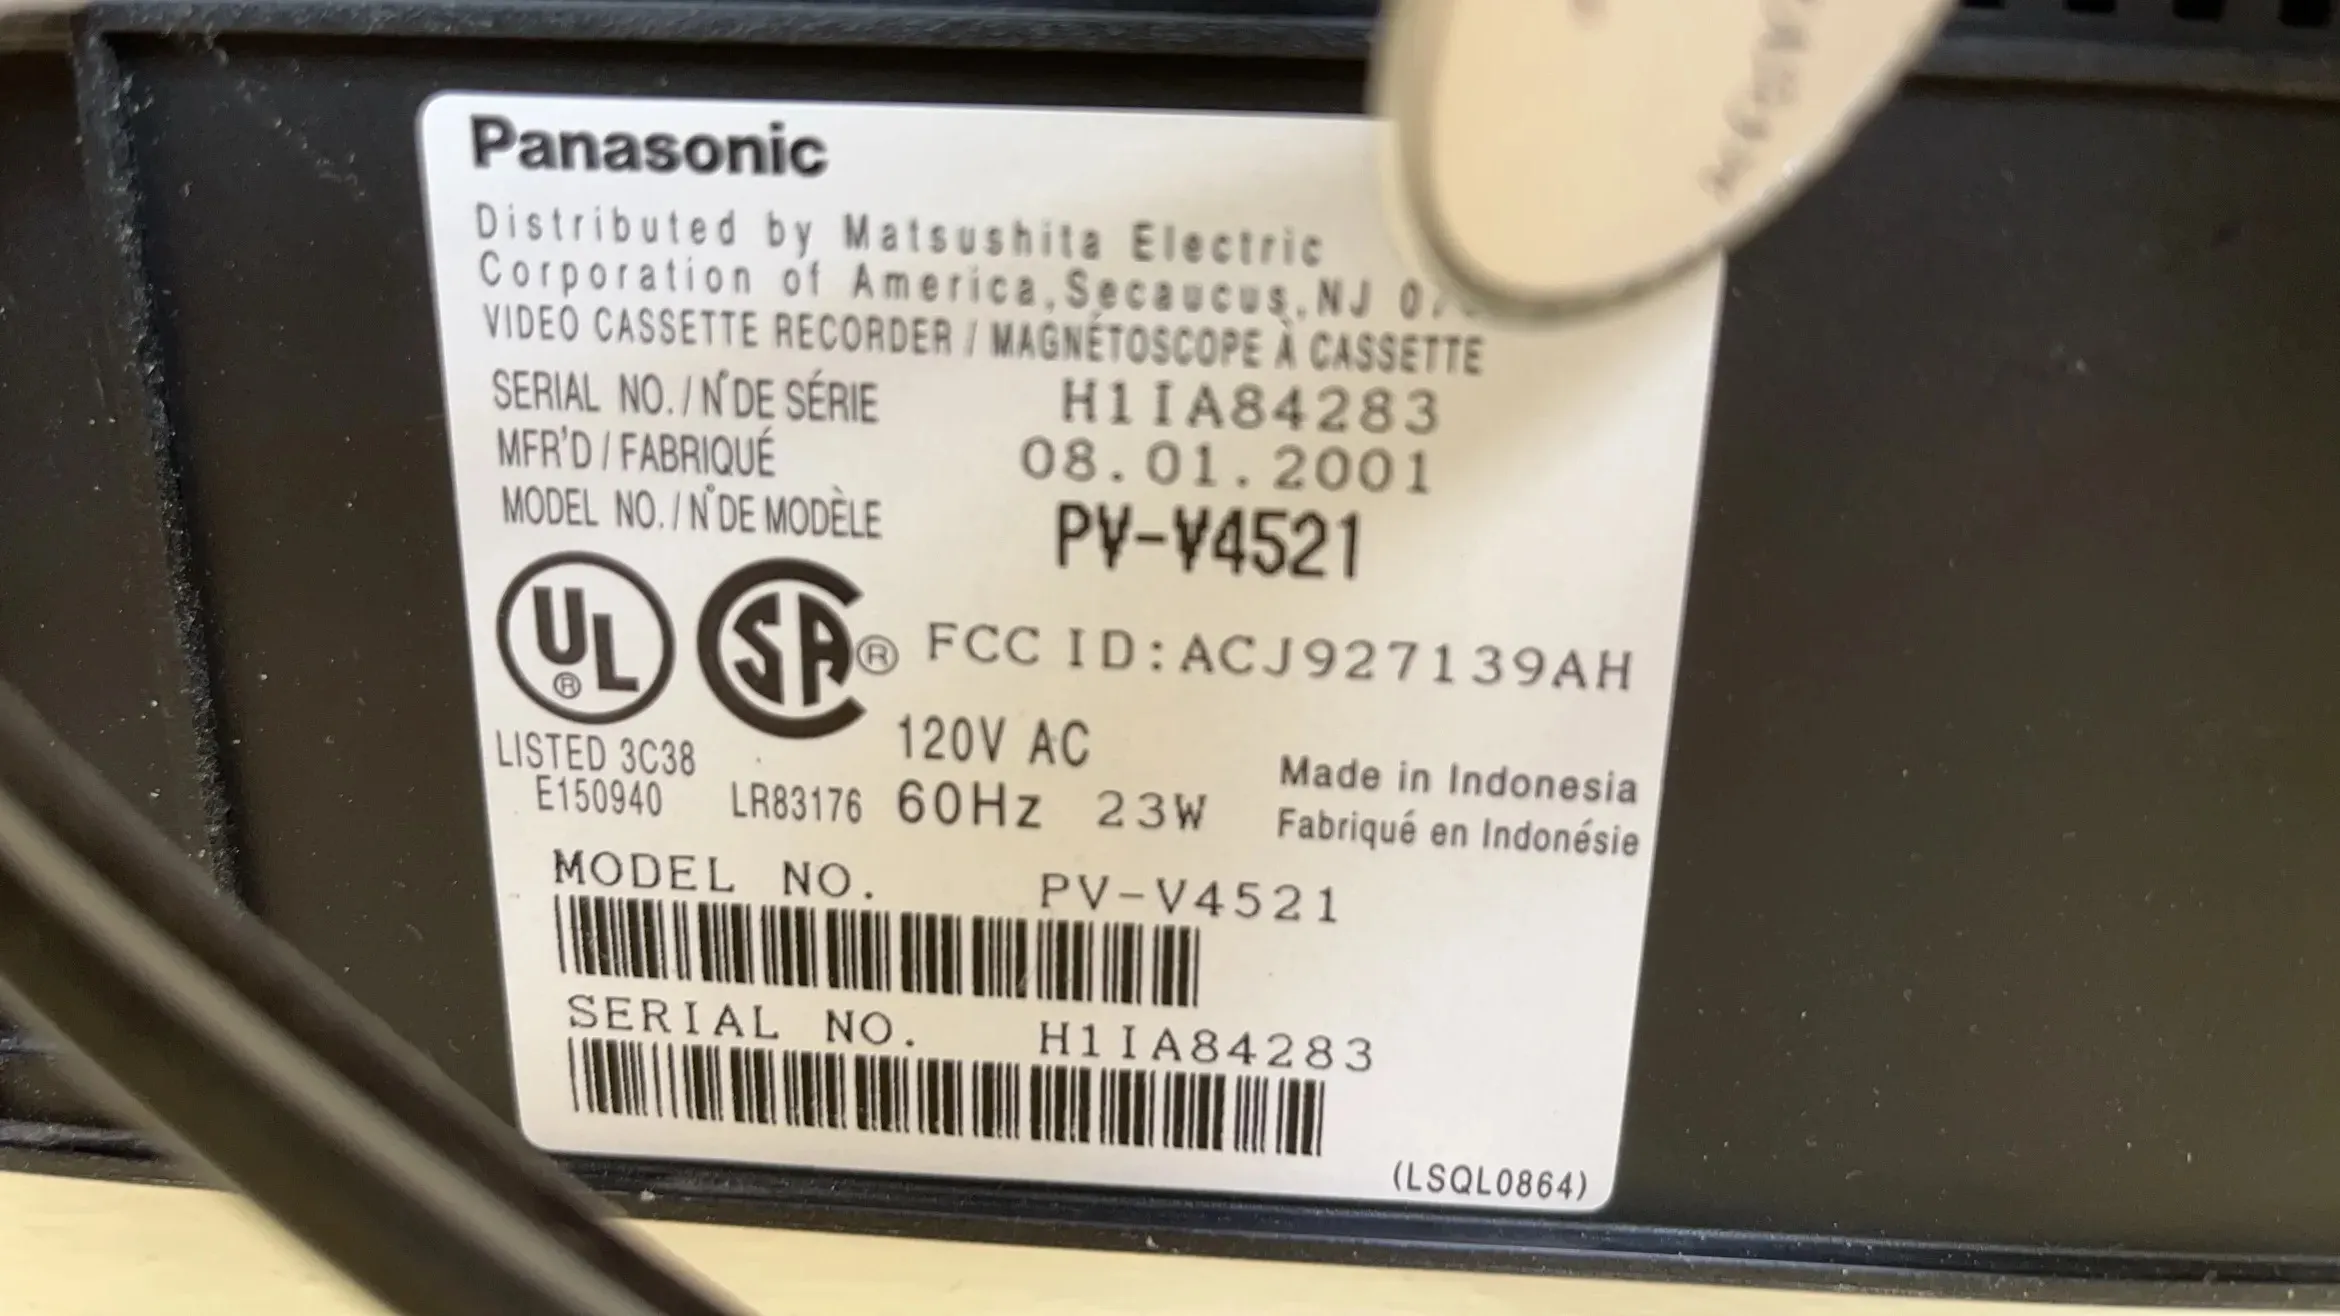 Panasonic
Distributed by Matsushita Electric
Corporation of America, Secaucus, NJ
VIDEO CASSETTE RECORDER / MAGNÉTOSCOPE À CASSETTE
SERIAL NO. / N° DE SÉRIE H1IA84283
MFR'D / FABRIQUÉ 08.01.2001
MODEL NO. / N° DE MODÈLE PV-V4521
UL ® SA ® FCC ID:ACJ927139AH
LISTED 3C38 120V AC Made in Indonesia
E150940 LR83176 60Hz 23W Fabriqué en Indonésie
MODEL NO. PV-V4521
SERIAL NO. H1IA84283
(LSQL0864)